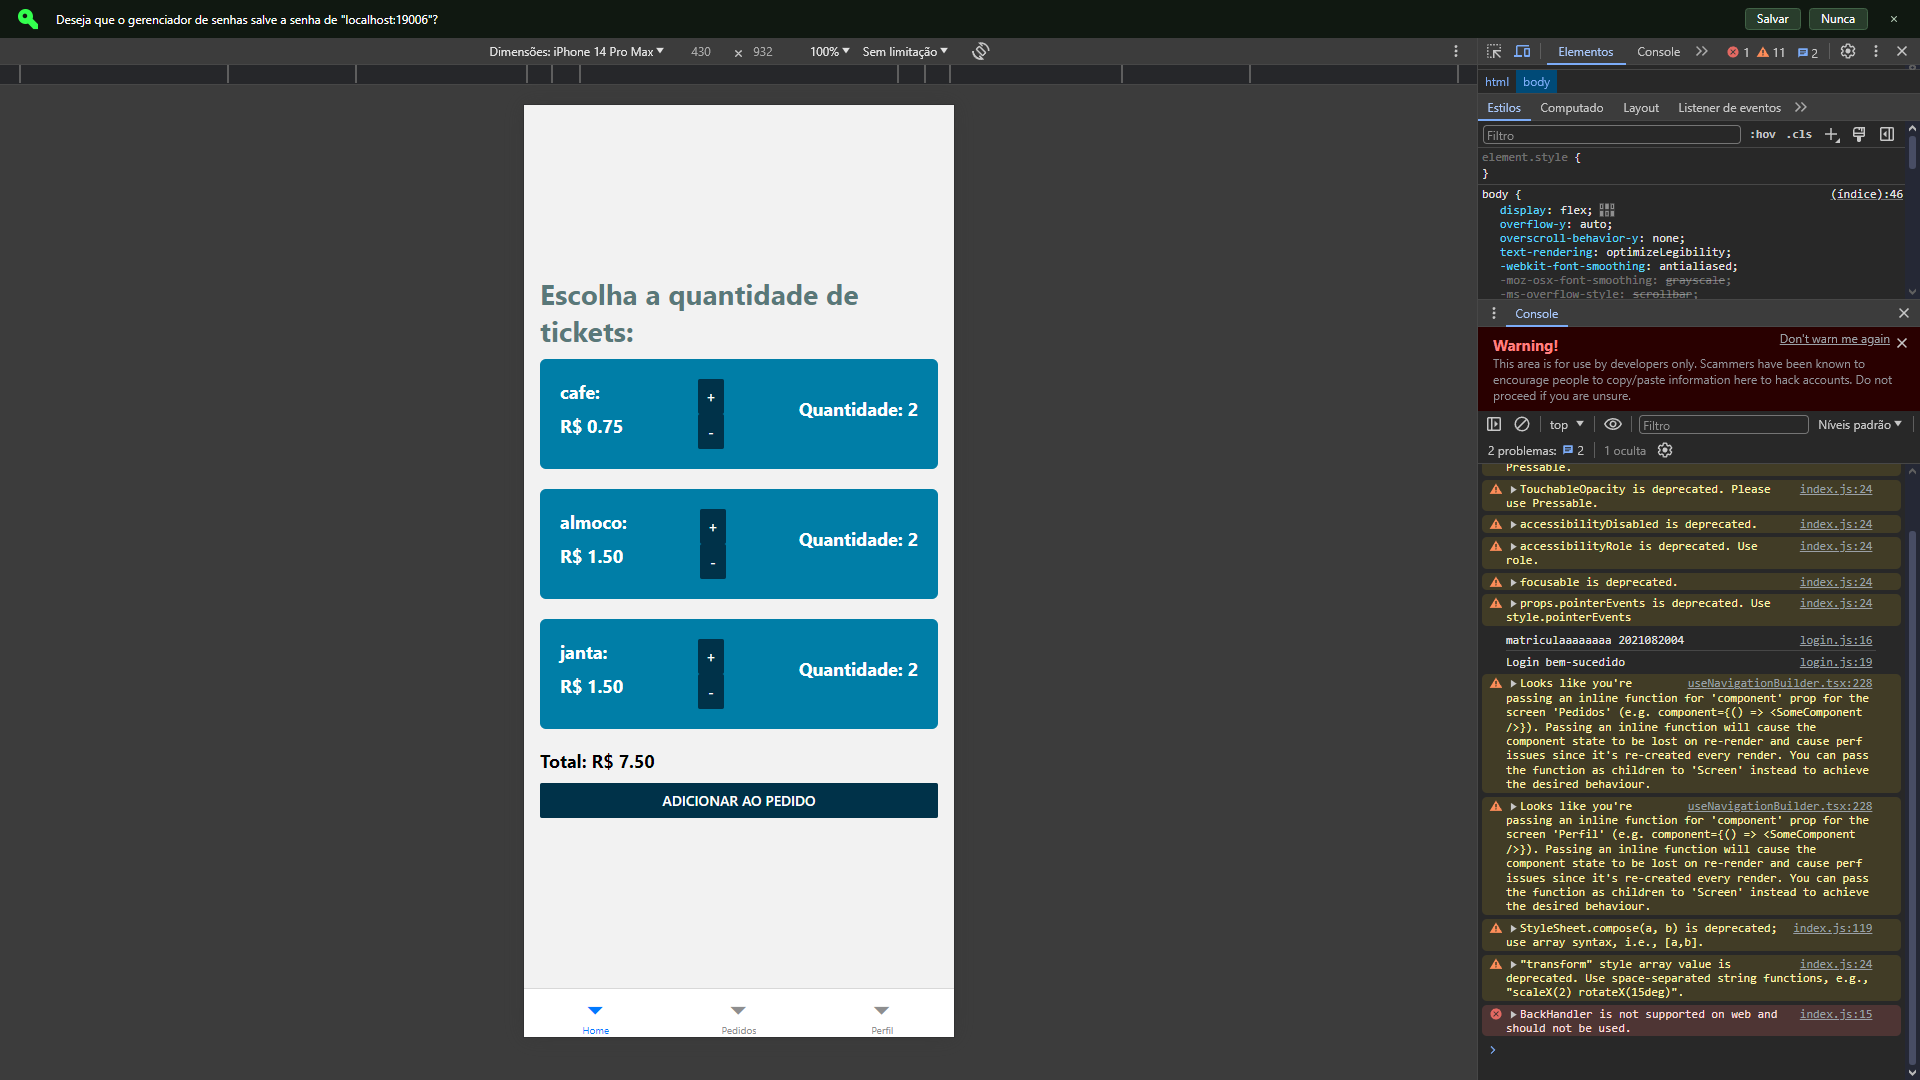 Deseja que o gerenciador de senhas salve a senha de "localhost:19006"?
Salvar
Nunca
×
Dimensões: iPhone 14 Pro Max
430
×
932
100%
Sem limitação
Elementos
Console
1
11
2
html
body
Estilos
Computado
Layout
Listener de eventos
Filtro
:hov
.cls
element.style {
}
body {
(índice):46
display: flex;
overflow-y: auto;
overscroll-behavior-y: none;
text-rendering: optimizeLegibility;
-webkit-font-smoothing: antialiased;
-moz-osx-font-smoothing: grayscale;
-ms-overflow-style: scrollbar;
Console
Warning!
Don't warn me again
This area is for use by developers only. Scammers have been known to
encourage people to copy/paste information here to hack accounts. Do not
proceed if you are unsure.
top
Filtro
Níveis padrão
2 problemas:
2
1 oculta
Pressable.
TouchableOpacity is deprecated. Please
index.js:24
use Pressable.
accessibilityDisabled is deprecated.
index.js:24
accessibilityRole is deprecated. Use
index.js:24
role.
focusable is deprecated.
index.js:24
props.pointerEvents is deprecated. Use
index.js:24
style.pointerEvents
matriculaaaaaaaa 2021082004
login.js:16
Login bem-sucedido
login.js:19
Looks like you're
useNavigationBuilder.tsx:228
passing an inline function for 'component' prop for the
screen 'Pedidos' (e.g. component={() => <SomeComponent
/>}). Passing an inline function will cause the
component state to be lost on re-render and cause perf
issues since it's re-created every render. You can pass
the function as children to 'Screen' instead to achieve
the desired behaviour.
Looks like you're
useNavigationBuilder.tsx:228
passing an inline function for 'component' prop for the
screen 'Perfil' (e.g. component={() => <SomeComponent
/>}). Passing an inline function will cause the
component state to be lost on re-render and cause perf
issues since it's re-created every render. You can pass
the function as children to 'Screen' instead to achieve
the desired behaviour.
StyleSheet.compose(a, b) is deprecated;
index.js:119
use array syntax, i.e., [a,b].
"transform" style array value is
index.js:24
deprecated. Use space-separated string functions, e.g.,
"scaleX(2) rotateX(15deg)".
BackHandler is not supported on web and
index.js:15
should not be used.
Escolha a quantidade de
tickets:
cafe:
R$ 0.75
+
-
Quantidade: 2
almoco:
R$ 1.50
+
-
Quantidade: 2
janta:
R$ 1.50
+
-
Quantidade: 2
Total: R$ 7.50
ADICIONAR AO PEDIDO
Home
Pedidos
Perfil